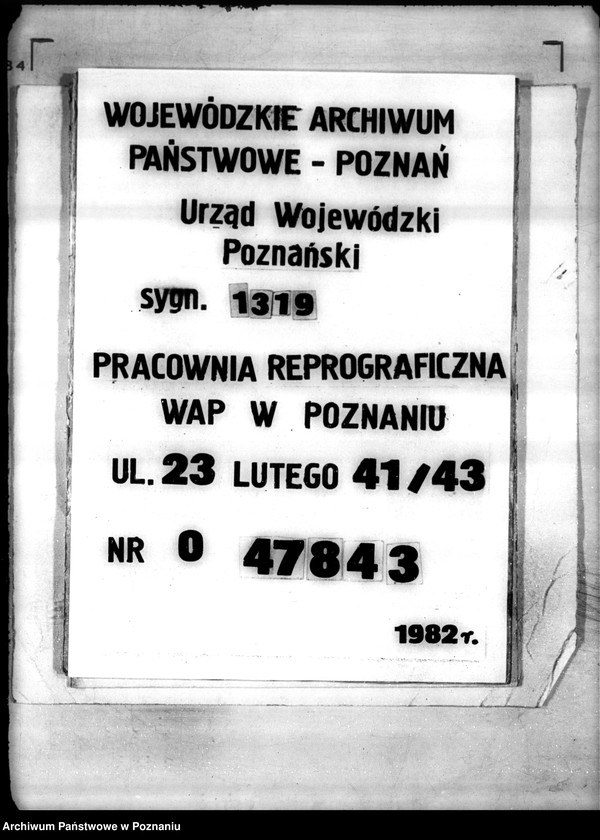 84
WOJEWÓDZKIE ARCHIWUM
PAŃSTWOWE - POZNAŃ
Urząd Wojewódzki
Poznański
sygn. 1319
PRACOWNIA REPROGRAFICZNA
WAP W POZNANIU
UL. 23 LUTEGO 41/43
NR 0 47843
1982 r.
Archiwum Państwowe w Poznaniu